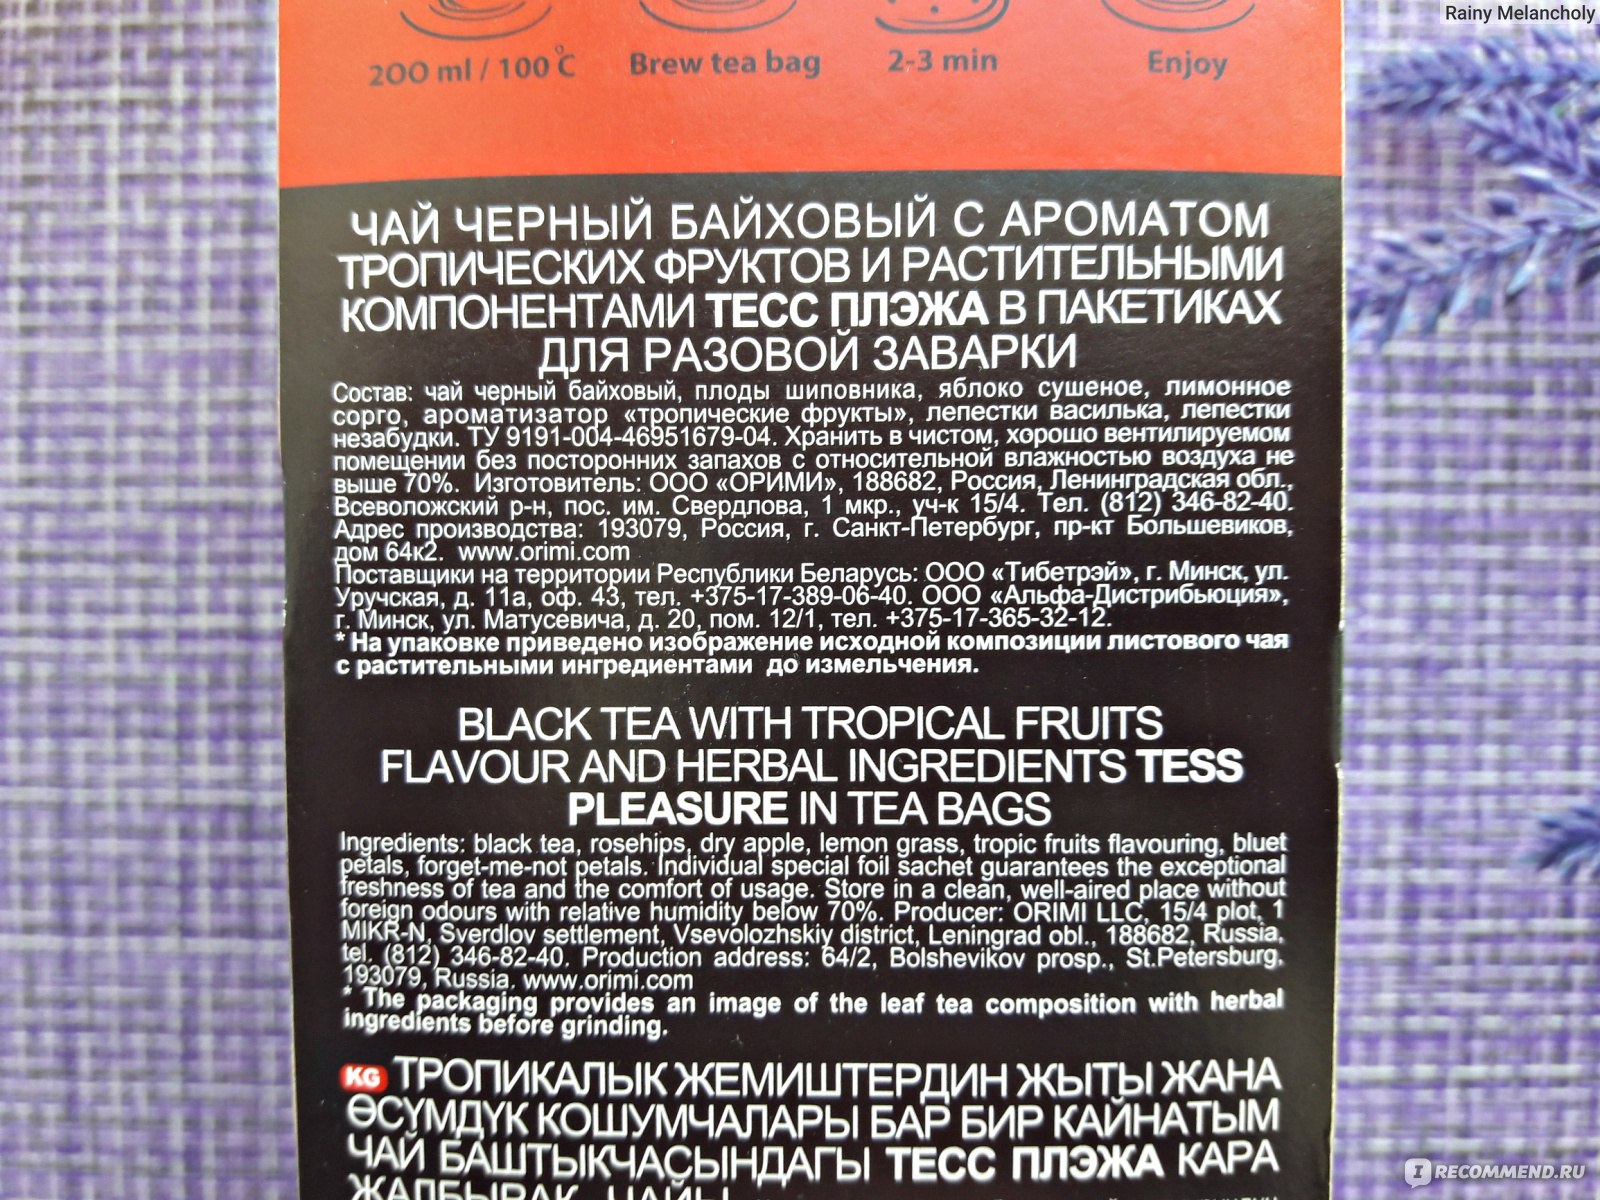 Rainy Melancholy
200 ml / 100°C
Brew tea bag
2-3 min
Enjoy
ЧАЙ ЧЕРНЫЙ БАЙХОВЫЙ С АРОМАТОМ
ТРОПИЧЕСКИХ ФРУКТОВ И РАСТИТЕЛЬНЫМИ
КОМПОНЕНТАМИ ТЕСС ПЛЭЖА В ПАКЕТИКАХ
ДЛЯ РАЗОВОЙ ЗАВАРКИ
Состав: чай черный байховый, плоды шиповника, яблоко сушеное, лимонное
сорго, ароматизатор «тропические фрукты», лепестки василька, лепестки
незабудки. ТУ 9191-004-46951679-04. Хранить в чистом, хорошо вентилируемом
помещении без посторонних запахов с относительной влажностью воздуха не
выше 70%. Изготовитель: ООО «ОРИМИ», 188682, Россия, Ленинградская обл.,
Всеволожский р-н, пос. им. Свердлова, 1 мкр., уч-к 15/4. Тел. (812) 346-82-40.
Адрес производства: 193079, Россия, г. Санкт-Петербург, пр-кт Большевиков,
дом 64к2. www.orimi.com
Поставщики на территории Республики Беларусь: ООО «Тибетрэй», г. Минск, ул.
Уручская, д. 11а, оф. 43, тел. +375-17-389-06-40. ООО «Альфа-Дистрибьюция»,
г. Минск, ул. Матусевича, д. 20, пом. 12/1, тел. +375-17-365-32-12.
* На упаковке приведено изображение исходной композиции листового чая
с растительными ингредиентами до измельчения.
BLACK TEA WITH TROPICAL FRUITS
FLAVOUR AND HERBAL INGREDIENTS TESS
PLEASURE IN TEA BAGS
Ingredients: black tea, rosehips, dry apple, lemon grass, tropic fruits flavouring, bluet
petals, forget-me-not petals. Individual special foil sachet guarantees the exceptional
freshness of tea and the comfort of usage. Store in a clean, well-aired place without
foreign odours with relative humidity below 70%. Producer: ORIMI LLC, 15/4 plot, 1
MIKR-N, Sverdlov settlement, Vsevolozhskiy district, Leningrad obl., 188682, Russia,
tel. (812) 346-82-40. Production address: 64/2, Bolshevikov prosp., St.Petersburg,
193079, Russia. www.orimi.com
* The packaging provides an image of the leaf tea composition with herbal
ingredients before grinding.
KG ТРОПИКАЛЫК ЖЕМИШТЕРДИН ЖЫТЫ ЖАНА
ӨСҮМДҮК КОШУМЧАЛАРЫ БАР БИР КАЙНАТЫМ
ЧАЙ БАШТЫКЧАСЫНДАГЫ ТЕСС ПЛЭЖА КАРА
ЖАЛБЫРАК ЧАЙЫ
IRECOMMEND.RU